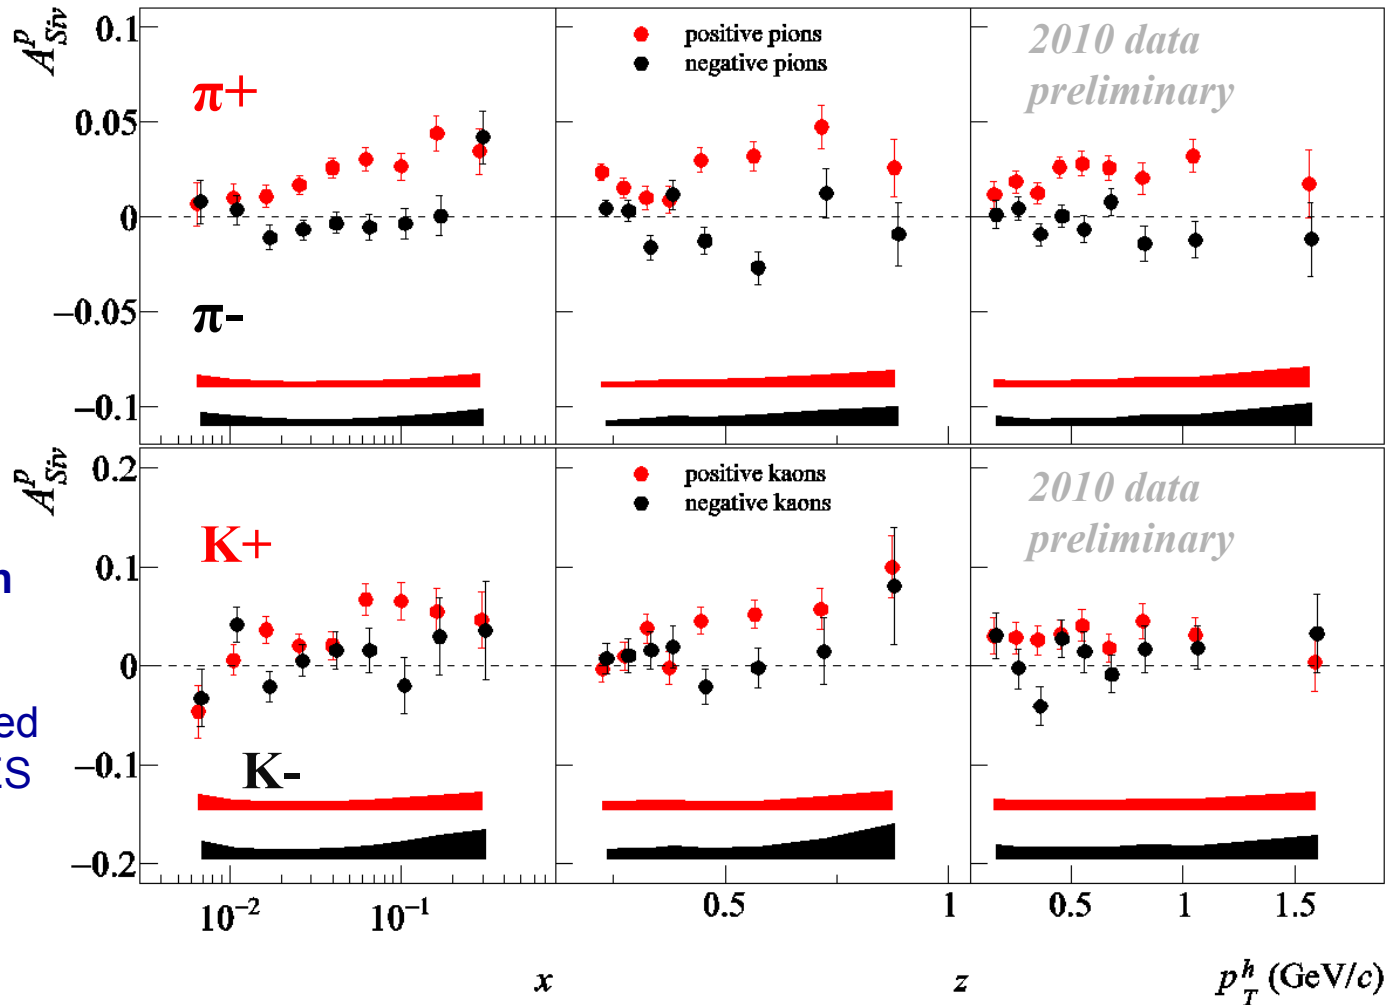 A^p_Siv
0.1
0.05
0
−0.05
−0.1
π+
π-
positive pions
negative pions
2010 data
preliminary
A^p_Siv
0.2
0.1
0
−0.1
−0.2
K+
K-
positive kaons
negative kaons
2010 data
preliminary
10^−2
10^−1
0.5
1
0.5
1
1.5
x
z
p^h_T (GeV/c)